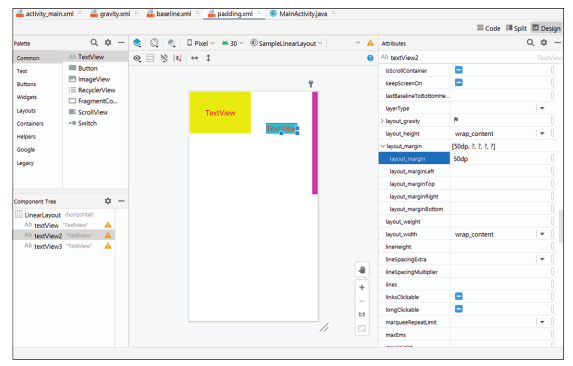 activity_main.xml × gravity.xml × baseline.xml × padding.xml × MainActivity.java ×
Code Split Design
Palette
Common
Text
Buttons
Widgets
Layouts
Containers
Helpers
Google
Legacy
Ab TextView
Button
ImageView
RecyclerView
FragmentCo...
ScrollView
Switch
Component Tree
LinearLayout (horizontal)
Ab textView "TextView"
Ab textView2 "TextView"
Ab textView3 "TextView"
Pixel 30 SampleLinearLayout
TextView
TextView
1:1
Attributes
Ab textView2 TextView
isScrollContainer
keepScreenOn
lastBaselineToBottomHe...
layerType
layout_gravity
layout_height wrap_content
layout_margin [50dp, ?, ?, ?, ?]
layout_margin 50dp
layout_marginLeft
layout_marginTop
layout_marginRight
layout_marginBottom
layout_weight
layout_width wrap_content
lineHeight
lineSpacingExtra
lineSpacingMultiplier
lines
linksClickable
longClickable
marqueeRepeatLimit
maxEms